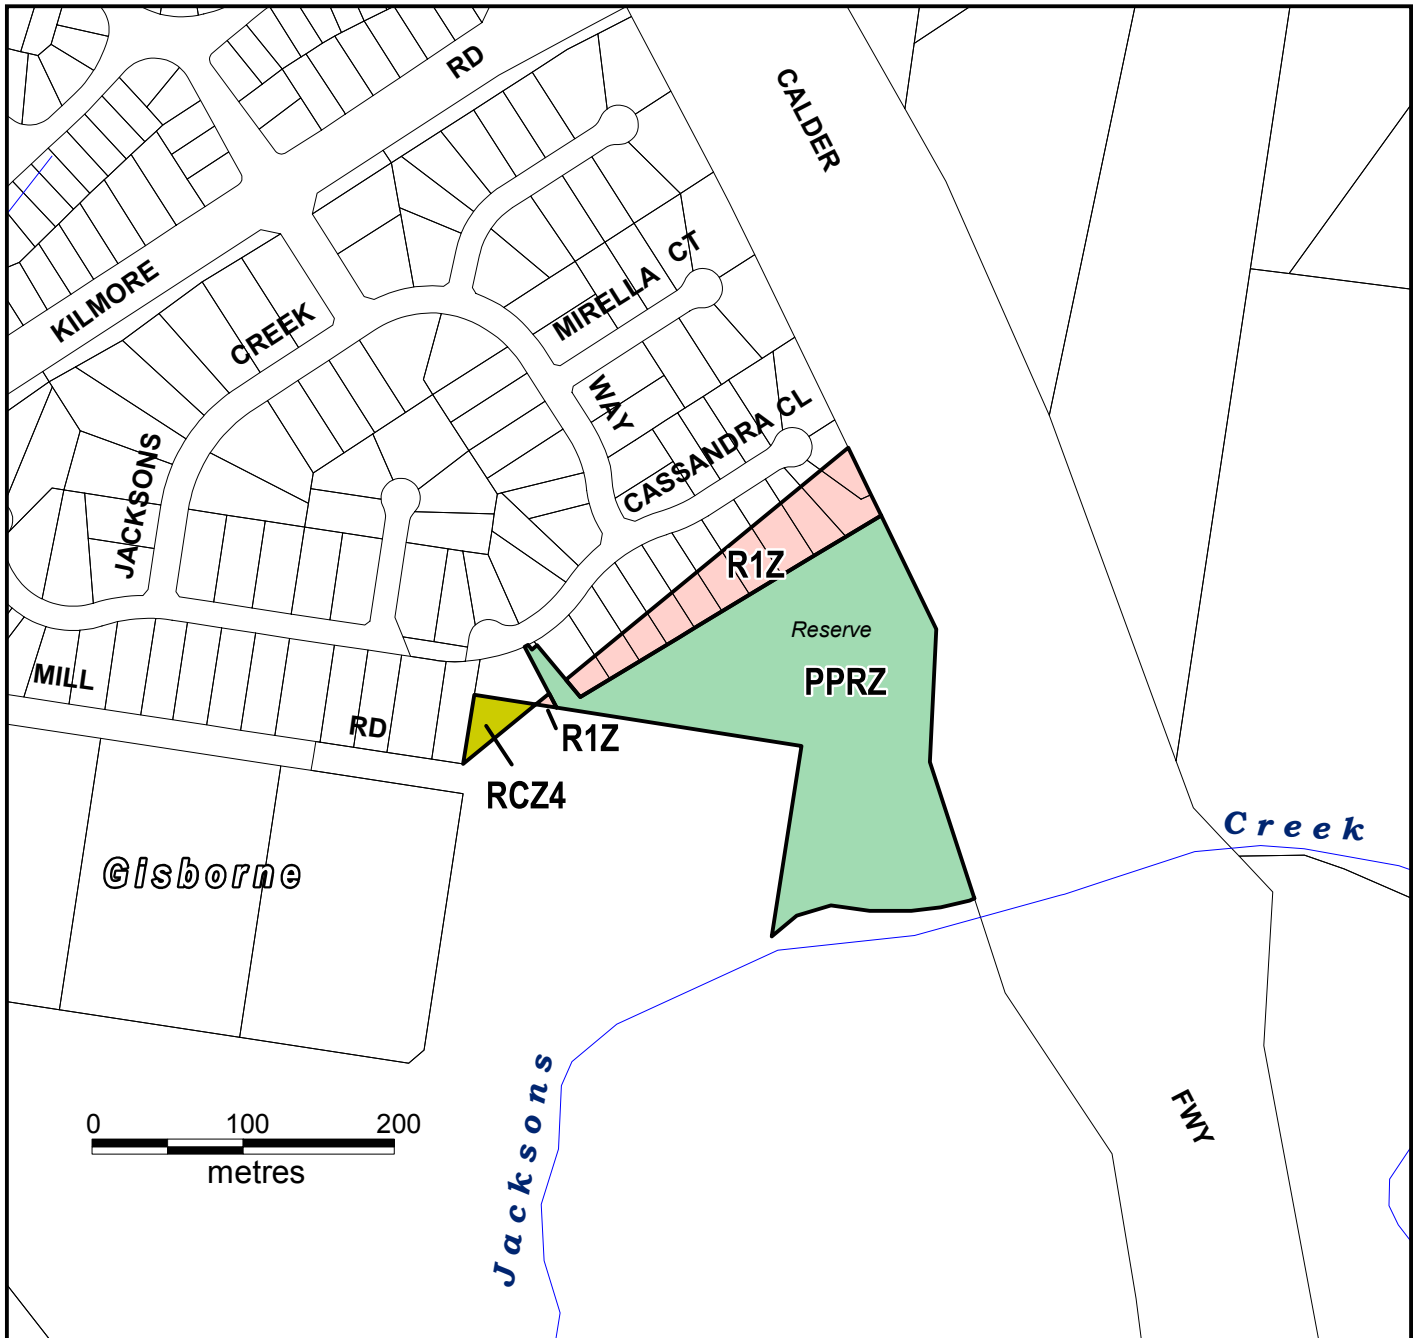 RD
CALDER
KILMORE
MIRELLA CT
CREEK
WAY
CASSANDRA CL
JACKSONS
R1Z
Reserve
PPRZ
MILL
RD
R1Z
RCZ4
Creek
Gisborne
Jacksons
FWY
0 100 200
metres